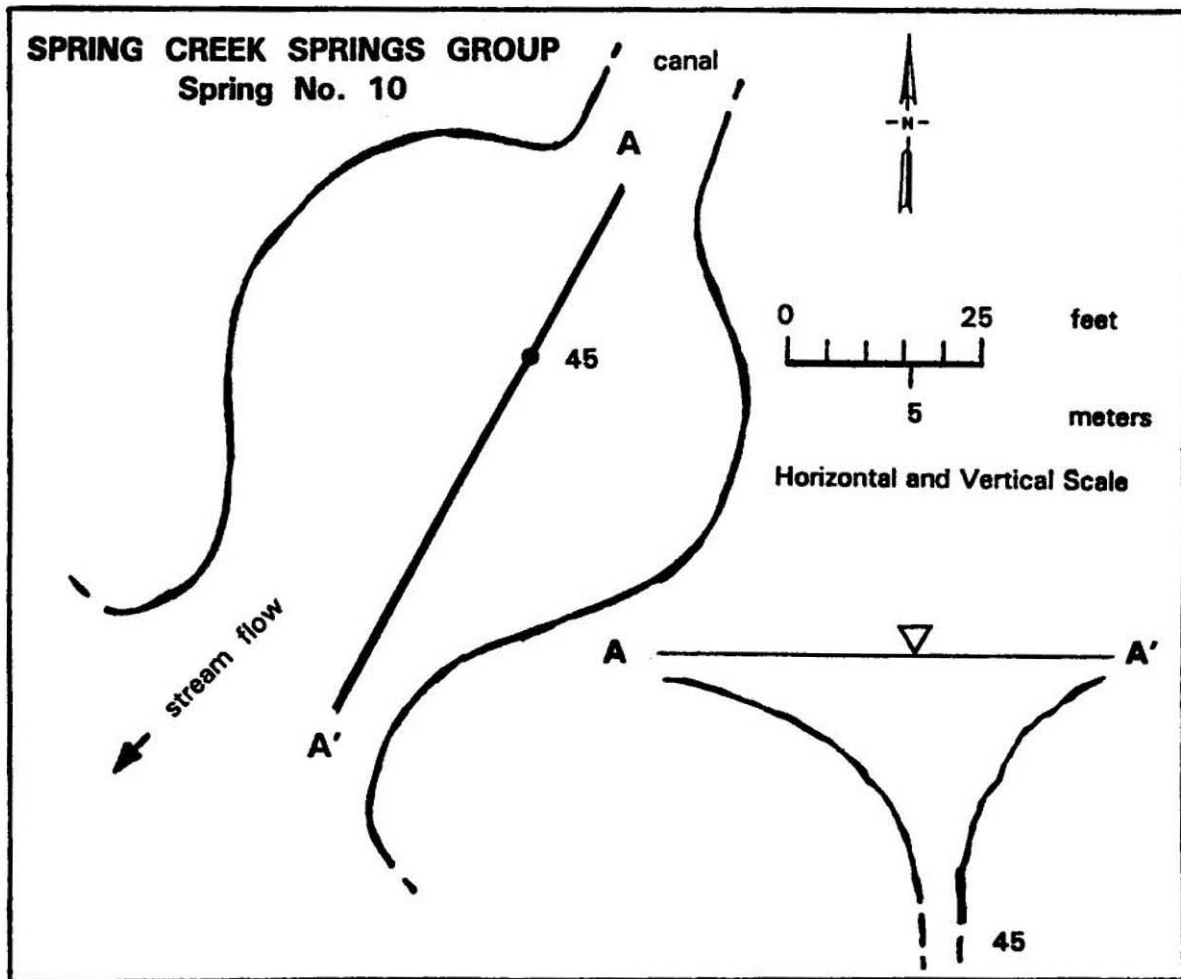 SPRING CREEK SPRINGS GROUP
Spring No. 10
canal
A
N
45
0 25 feet
5 meters
Horizontal and Vertical Scale
stream flow
A'
A A'
45